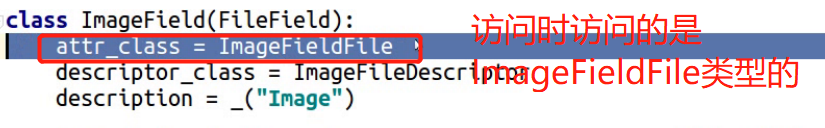 class ImageField(FileField):
attr_class = ImageFieldFile
descriptor_class = ImageFileDescriptor
description = _("Image")
访问时访问的是
ImageFieldFile类型的